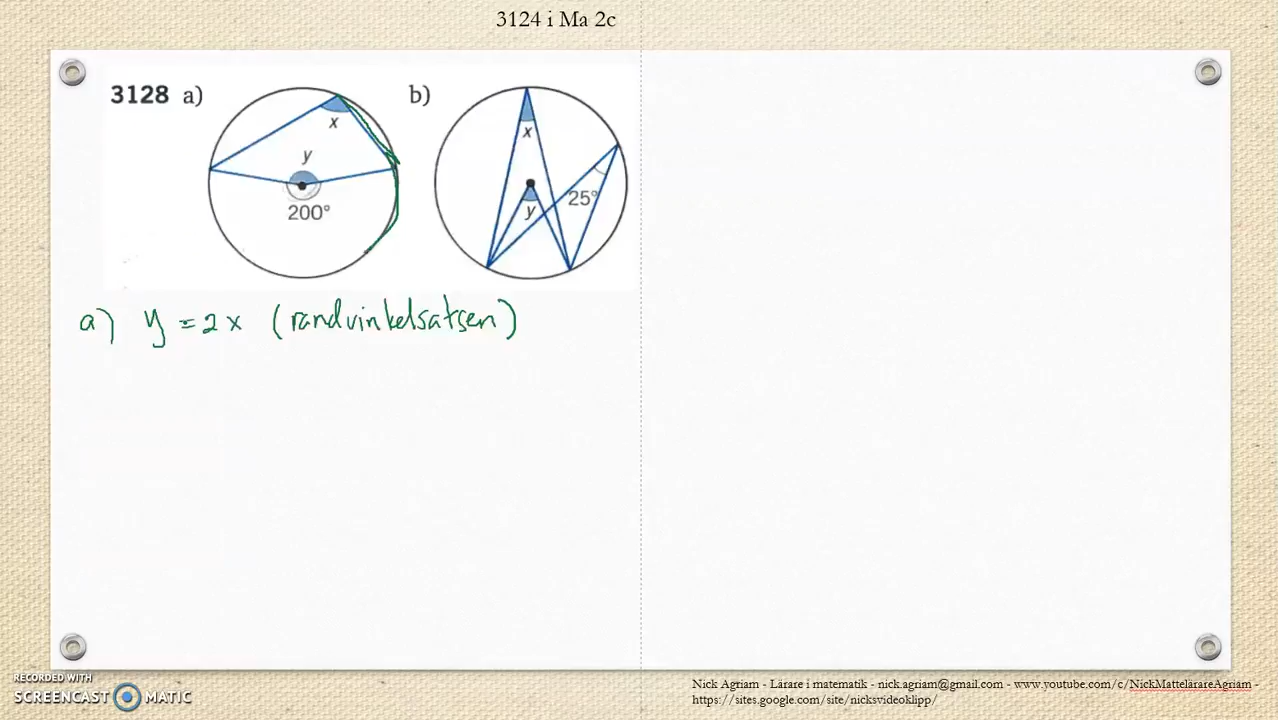 3124 i Ma 2c
3128 a)
b)
x
y
200°
x
y
25°
a) y = 2x (randvinkelsatsen)
RECORDED WITH
SCREENCAST MATIC
Nick Agriam - Lärare i matematik - nick.agriam@gmail.com - www.youtube.com/c/NickMattelärareAgriam -
https://sites.google.com/site/nicksvideoklipp/